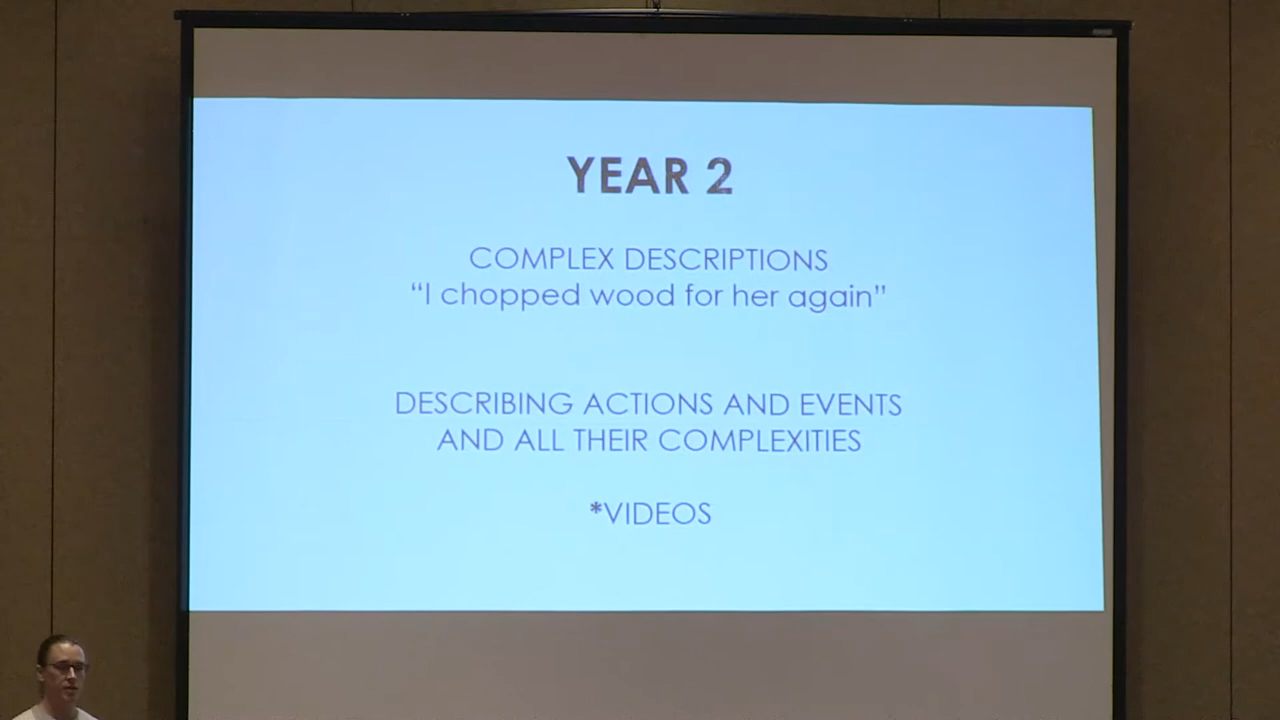 YEAR 2
COMPLEX DESCRIPTIONS
“I chopped wood for her again”
DESCRIBING ACTIONS AND EVENTS
AND ALL THEIR COMPLEXITIES
*VIDEOS